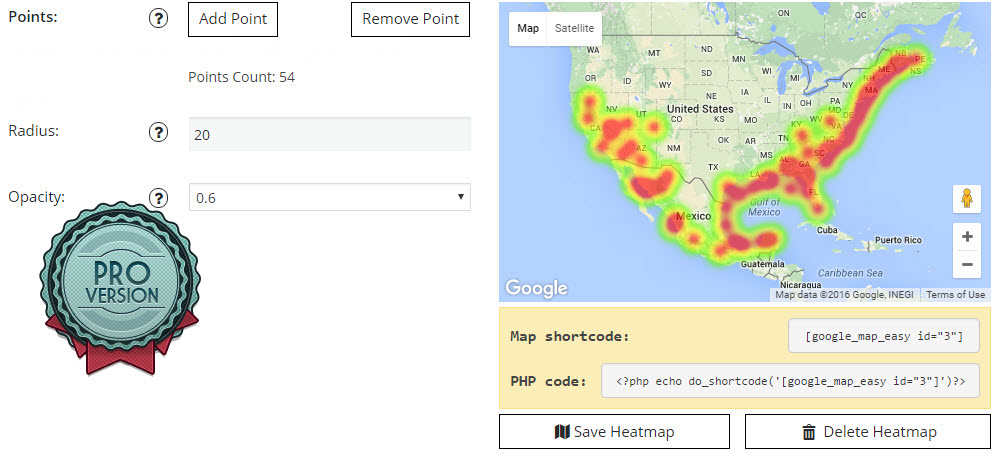 Points:
?
Add Point
Remove Point
Points Count: 54
Radius:
?
20
Opacity:
?
0.6
PRO
VERSION
Map
Satellite
WA
MT
ND
MN
OR
ID
SD
WI
MI
WY
NE
IA
IL
IN
OH
PA
NY
NB
PE
ME
NS
NH
MA
NV
UT
CO
United States
KS
MO
KY
WV
MD
DE
VA
CA
AZ
NM
OK
AR
TN
NC
SC
TX
MS
AL
GA
LA
FL
Gulf of
Mexico
Mexico
Cuba
Puerto Rico
Guatemala
Caribbean Sea
Nicaragua
+
−
Google
Map data ©2016 Google, INEGI
Terms of Use
Map shortcode:
[google_map_easy id="3"]
PHP code:
<?php echo do_shortcode('[google_map_easy id="3"]')?>
Save Heatmap
Delete Heatmap